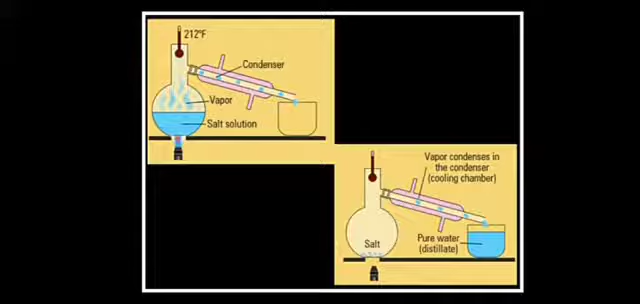 212°F
Condenser
Vapor
Salt solution
Vapor condenses in
the condenser
(cooling chamber)
Salt
Pure water
(distillate)